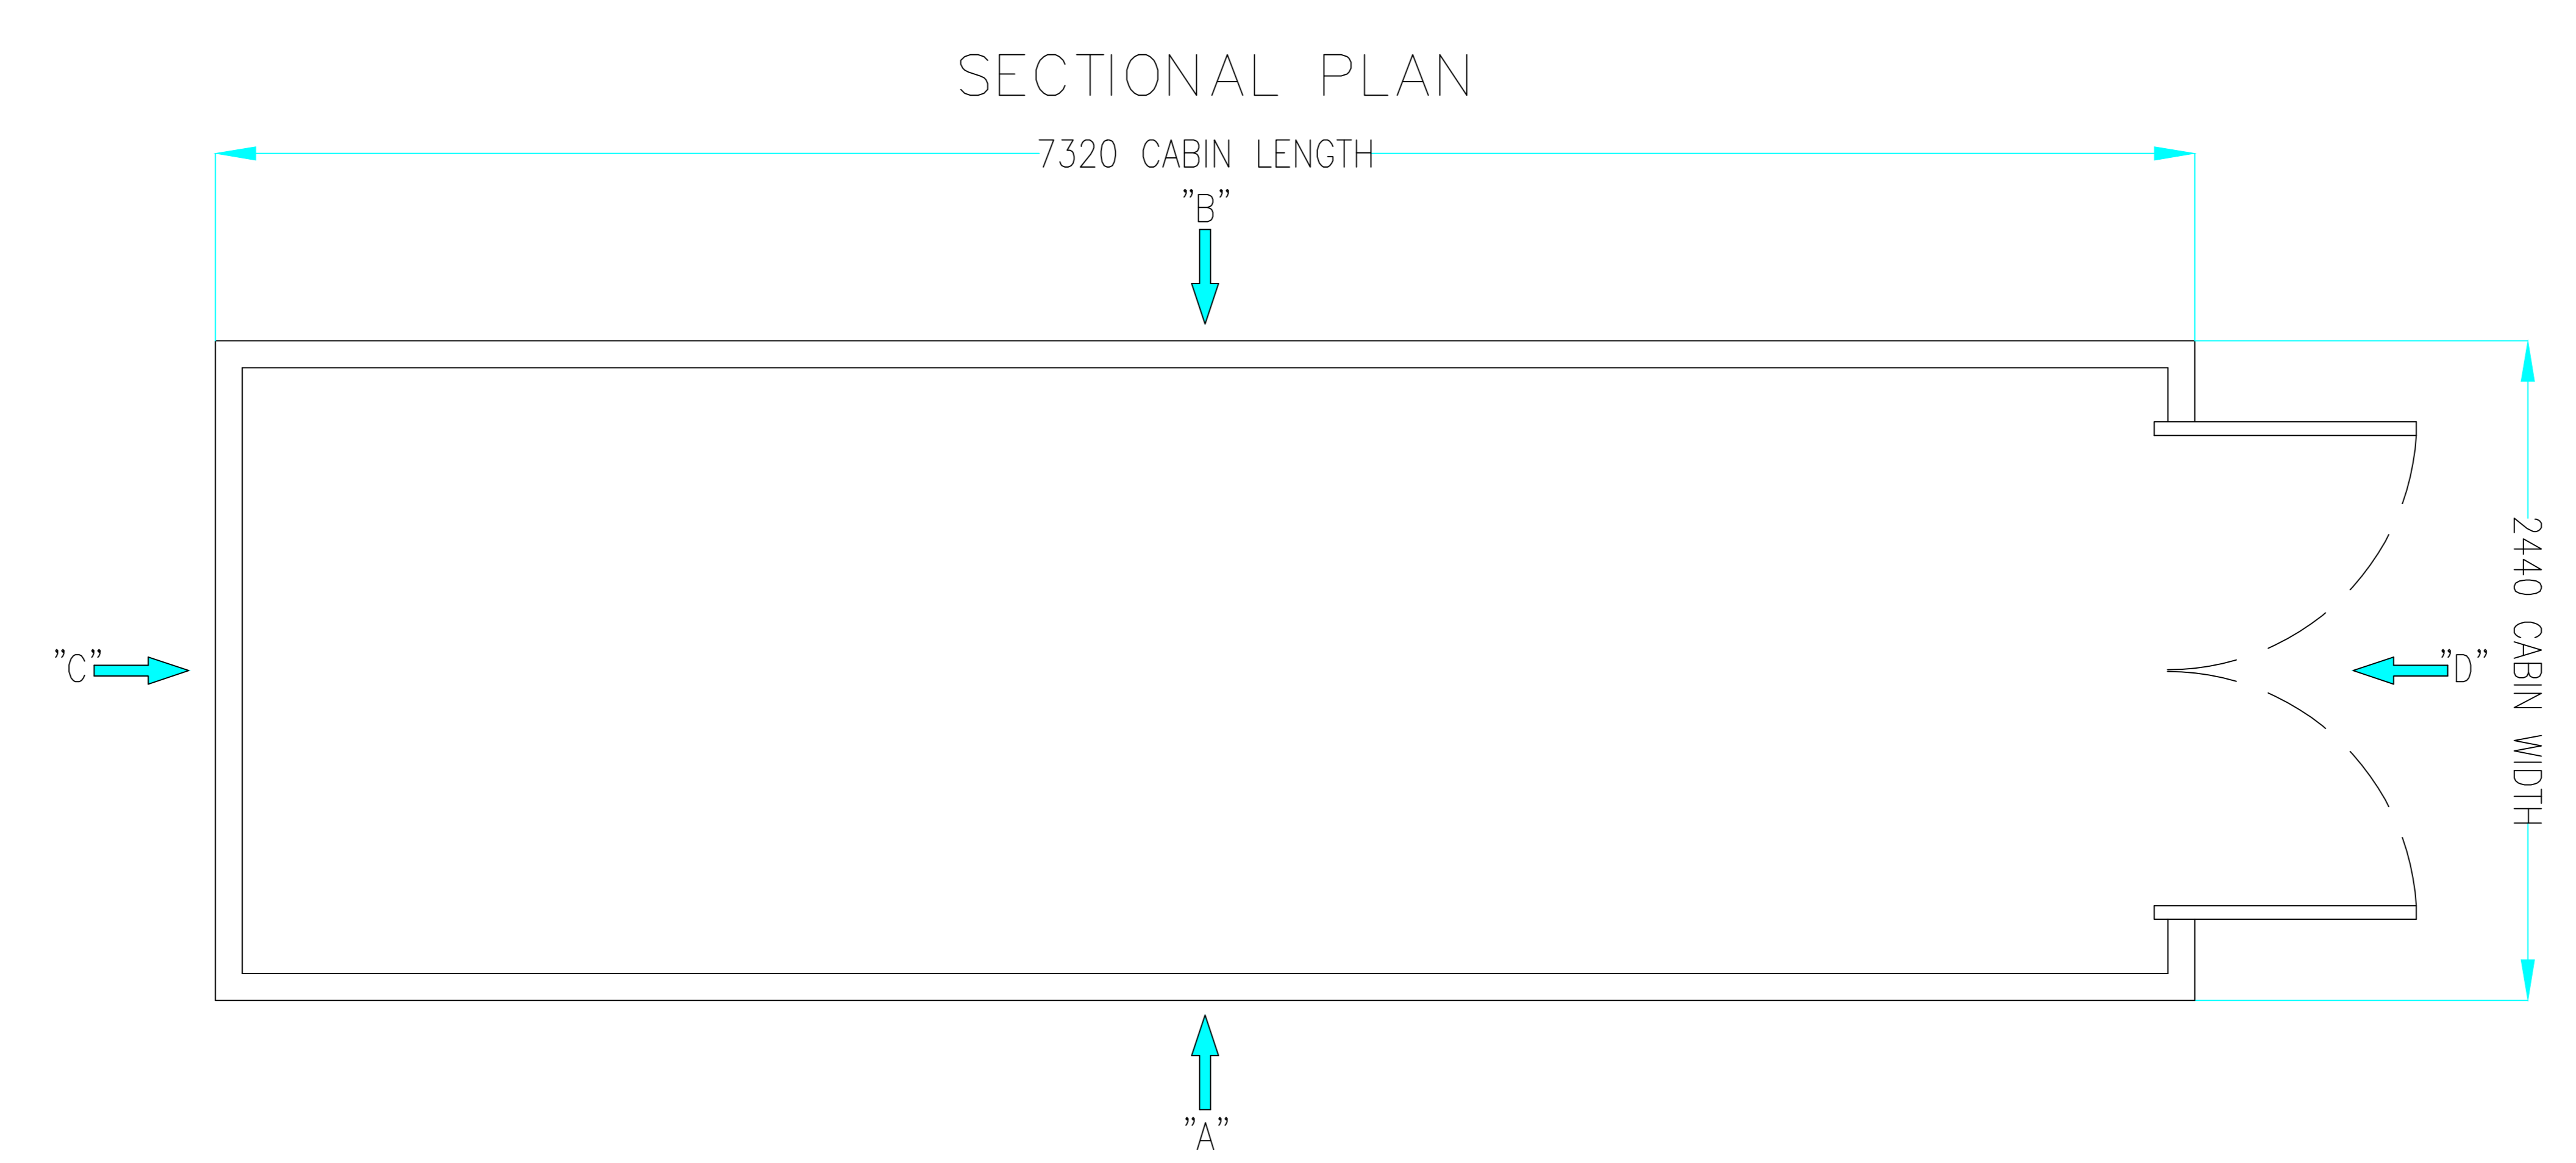 SECTIONAL PLAN
7320 CABIN LENGTH
"B"
"C"
"D"
2440 CABIN WIDTH
"A"